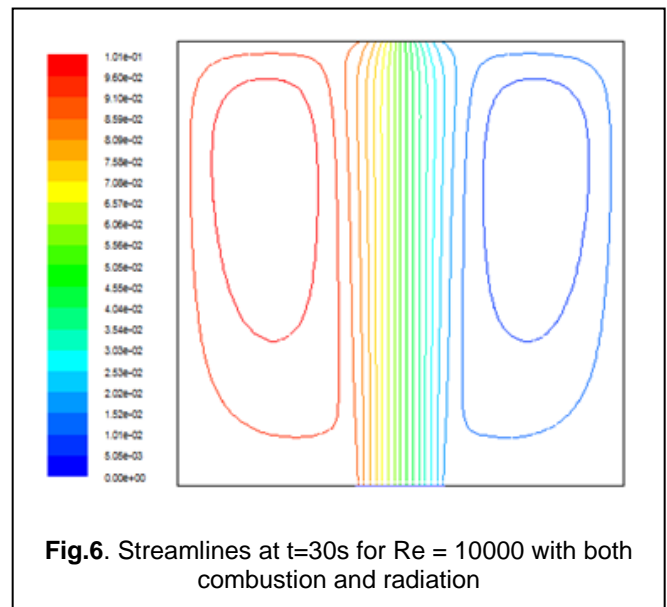 1.01e-01
9.60e-02
9.10e-02
8.59e-02
8.09e-02
7.58e-02
7.08e-02
6.57e-02
6.06e-02
5.56e-02
5.05e-02
4.55e-02
4.04e-02
3.54e-02
3.03e-02
2.53e-02
2.02e-02
1.52e-02
1.01e-02
5.05e-03
0.00e+00
Fig.6. Streamlines at t=30s for Re = 10000 with both
combustion and radiation